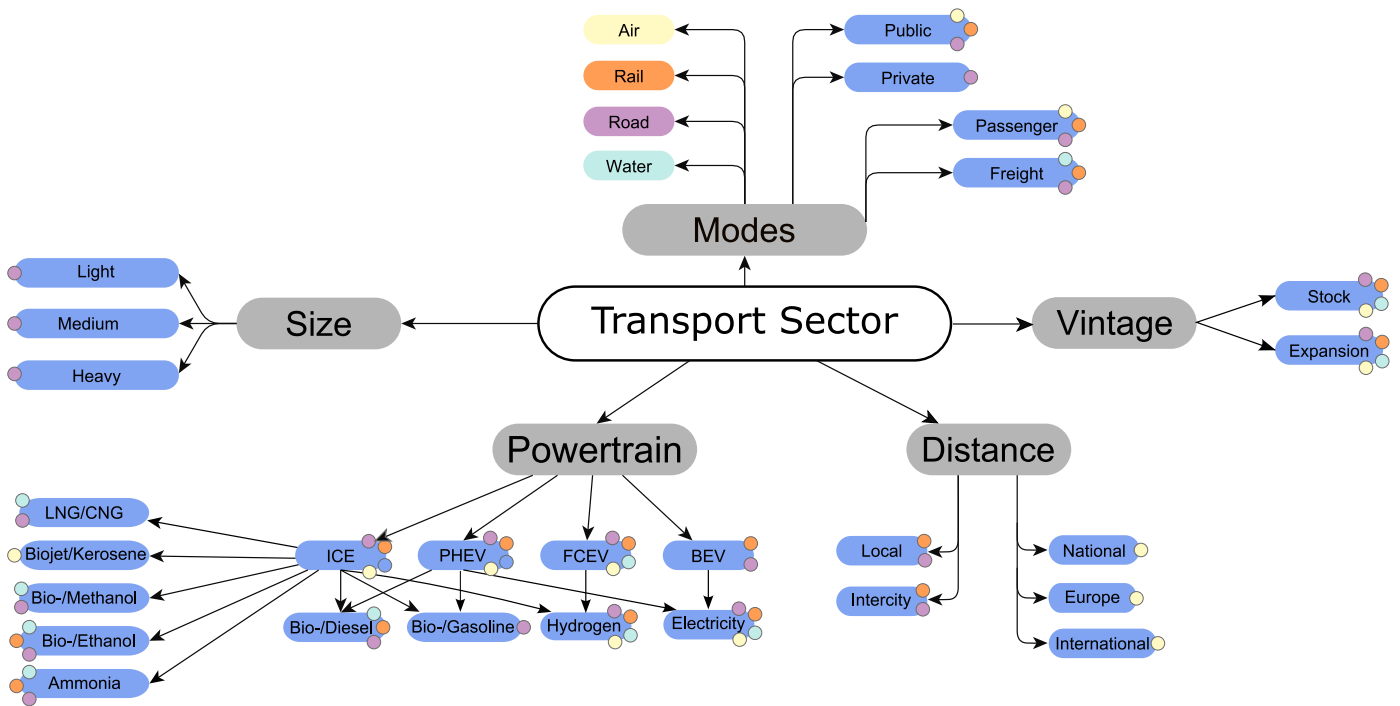 Air
Public
Rail
Private
Road
Passenger
Water
Freight
Modes
Light
Medium
Heavy
Size
Transport Sector
Vintage
Stock
Expansion
Powertrain
Distance
LNG/CNG
Biojet/Kerosene
Bio-/Methanol
Bio-/Ethanol
Ammonia
ICE
PHEV
FCEV
BEV
Bio-/Diesel
Bio-/Gasoline
Hydrogen
Electricity
Local
Intercity
National
Europe
International